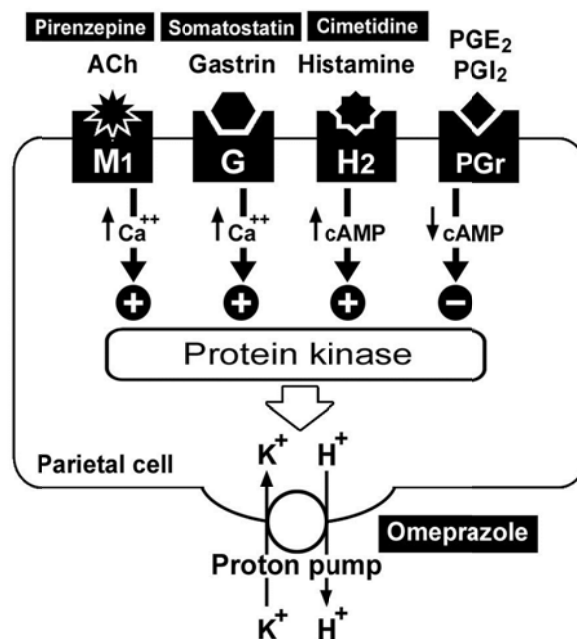 Pirenzepine Somatostatin Cimetidine
ACh Gastrin Histamine PGE₂
PGI₂
M1 G H2 PGr
↑ Ca⁺⁺ ↑ Ca⁺⁺ ↑ cAMP ↓ cAMP
+ + + −
Protein kinase
K⁺ H⁺
Parietal cell
Omeprazole
Proton pump
K⁺ H⁺